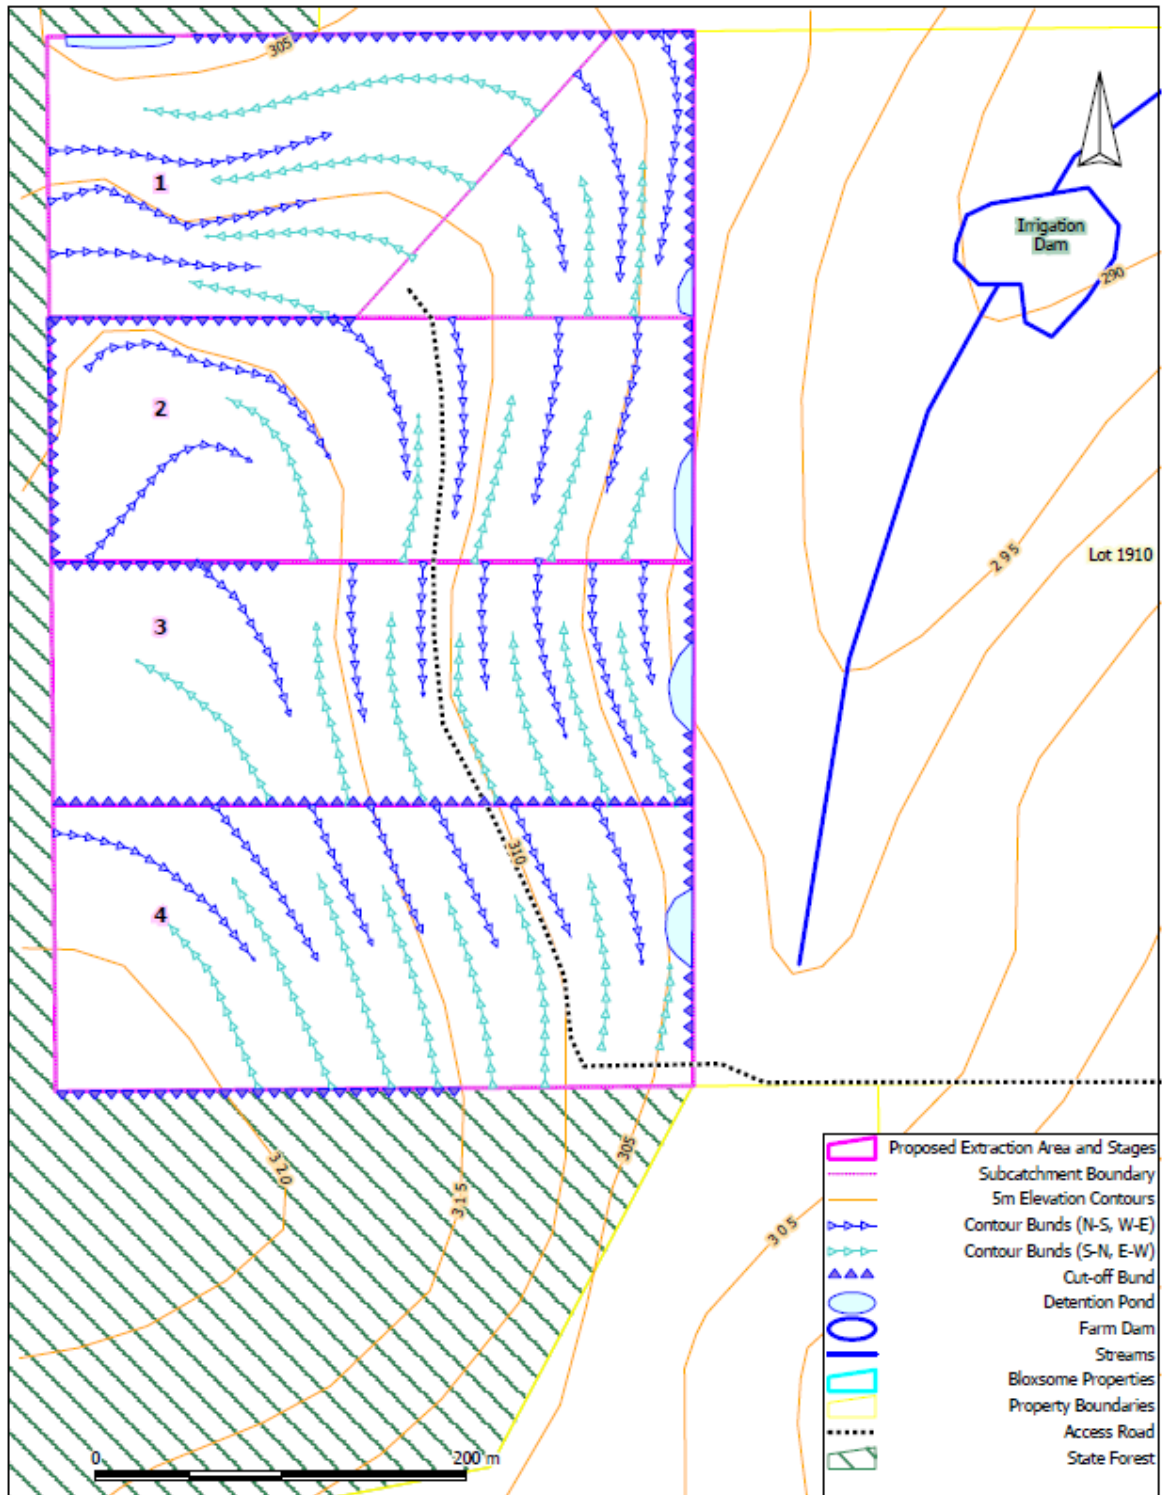 305
1
Irrigation
Dam
290
2
295
Lot 1910
3
310
4
320
315
305
305
Proposed Extraction Area and Stages
Subcatchment Boundary
5m Elevation Contours
Contour Bunds (N-S, W-E)
Contour Bunds (S-N, E-W)
Cut-off Bund
Detention Pond
Farm Dam
Streams
Bloxsome Properties
Property Boundaries
Access Road
State Forest
0 200 m